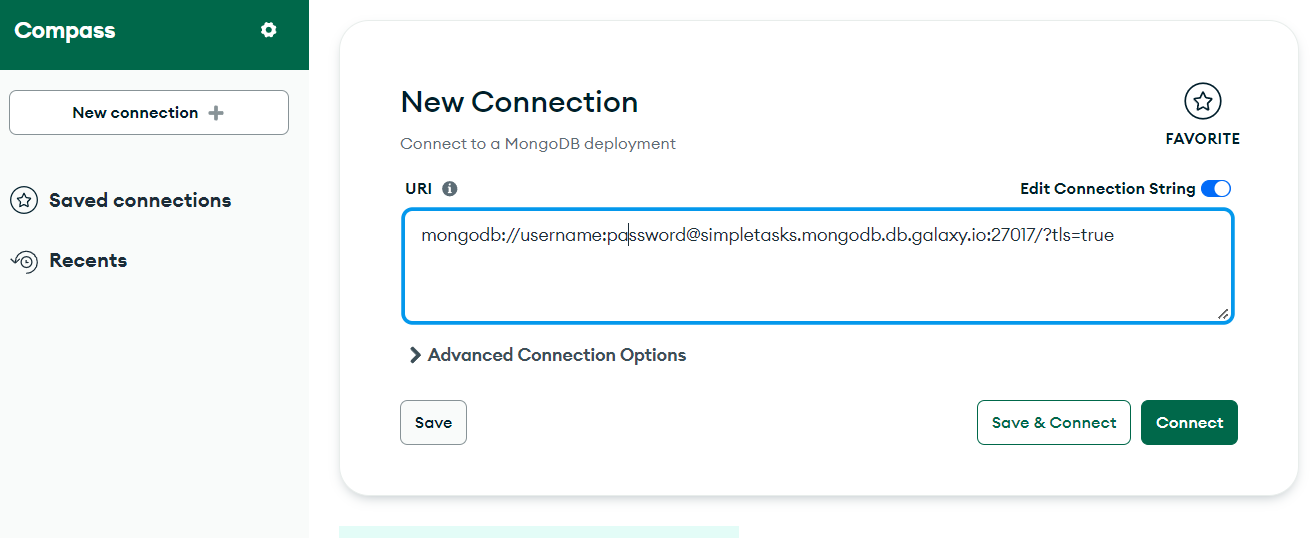 Compass
New connection
Saved connections
Recents
New Connection
Connect to a MongoDB deployment
FAVORITE
URI
Edit Connection String
mongodb://username:password@simpletasks.mongodb.db.galaxy.io:27017/?tls=true
Advanced Connection Options
Save
Save & Connect
Connect